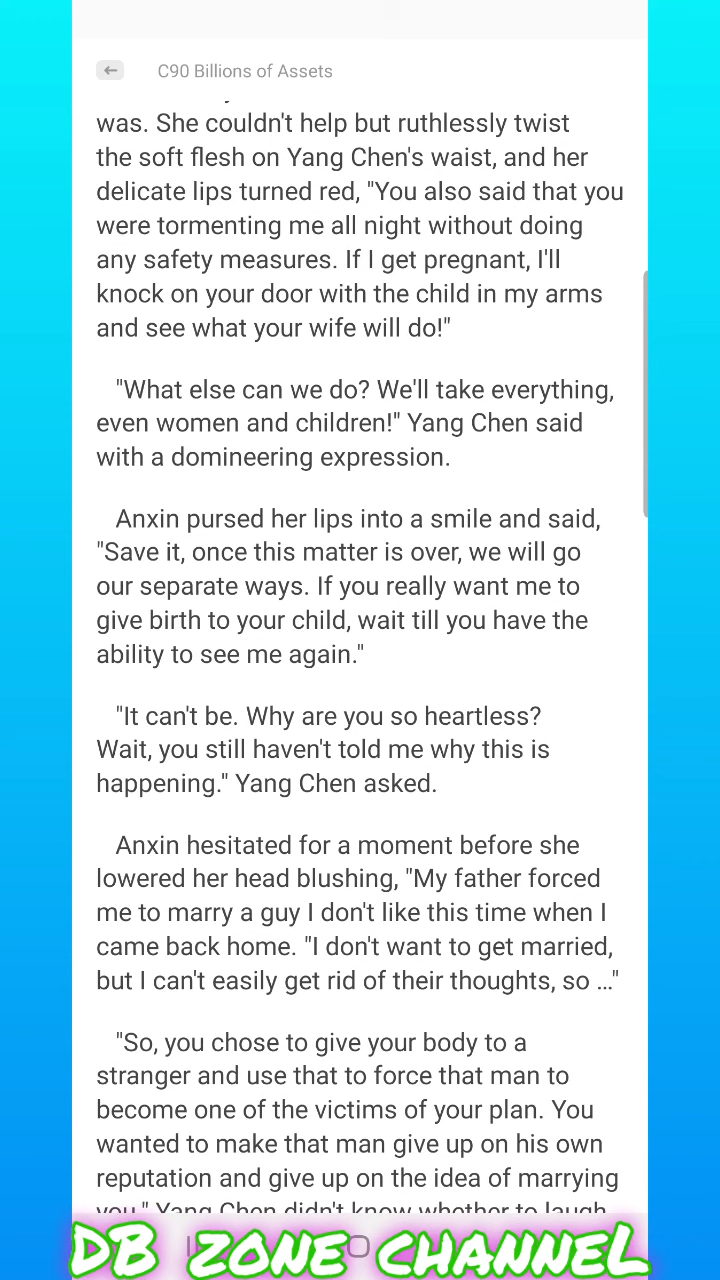 C90 Billions of Assets
was. She couldn't help but ruthlessly twist
the soft flesh on Yang Chen's waist, and her
delicate lips turned red, "You also said that you
were tormenting me all night without doing
any safety measures. If I get pregnant, I'll
knock on your door with the child in my arms
and see what your wife will do!"
"What else can we do? We'll take everything,
even women and children!" Yang Chen said
with a domineering expression.
Anxin pursed her lips into a smile and said,
"Save it, once this matter is over, we will go
our separate ways. If you really want me to
give birth to your child, wait till you have the
ability to see me again."
"It can't be. Why are you so heartless?
Wait, you still haven't told me why this is
happening." Yang Chen asked.
Anxin hesitated for a moment before she
lowered her head blushing, "My father forced
me to marry a guy I don't like this time when I
came back home. "I don't want to get married,
but I can't easily get rid of their thoughts, so ..."
"So, you chose to give your body to a
stranger and use that to force that man to
become one of the victims of your plan. You
wanted to make that man give up on his own
reputation and give up on the idea of marrying
you." Yang Chen didn't know whether to laugh
DB ZONE CHANNEL